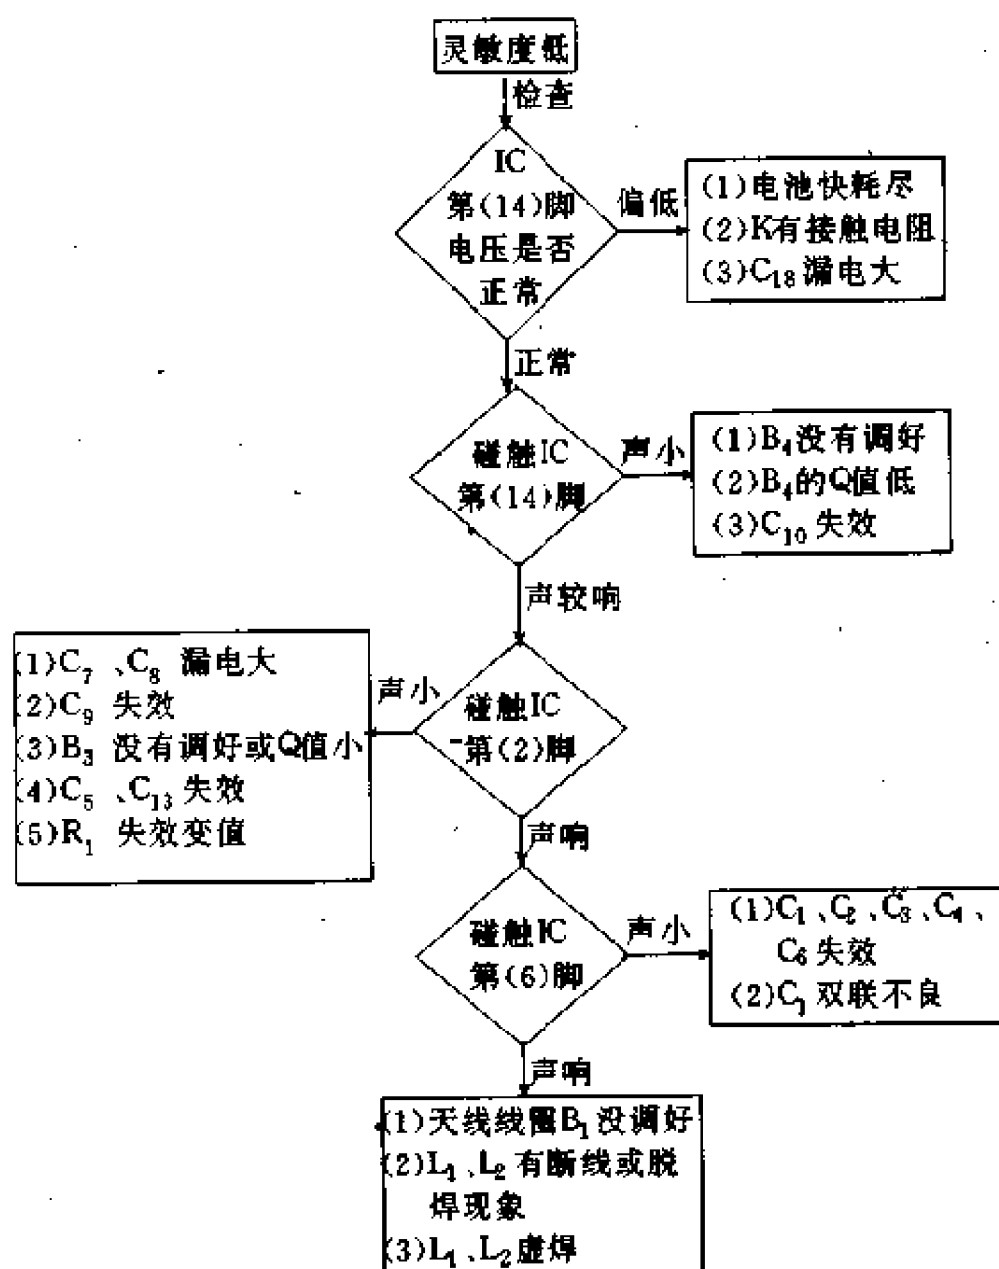 灵敏度低
检查
IC
第(14)脚
电压是否
正常
偏低
(1)电池快耗尽
(2)K有接触电阻
(3)C₁₈漏电大
正常
碰触IC
第(14)脚
声小
(1)B₄没有调好
(2)B₄的Q值低
(3)C₁₀失效
声较响
碰触IC
第(2)脚
声小
(1)C₇、C₈ 漏电大
(2)C₉ 失效
(3)B₃ 没有调好或Q值小
(4)C₅、C₁₃失效
(5)R₁ 失效变值
声响
碰触IC
第(6)脚
声小
(1)C₁、C₂、C₃、C₄、
C₆失效
(2)C₁双联不良
声响
(1)天线线圈B₁没调好
(2)L₁、L₂有断线或脱
焊现象
(3)L₁、L₂虚焊